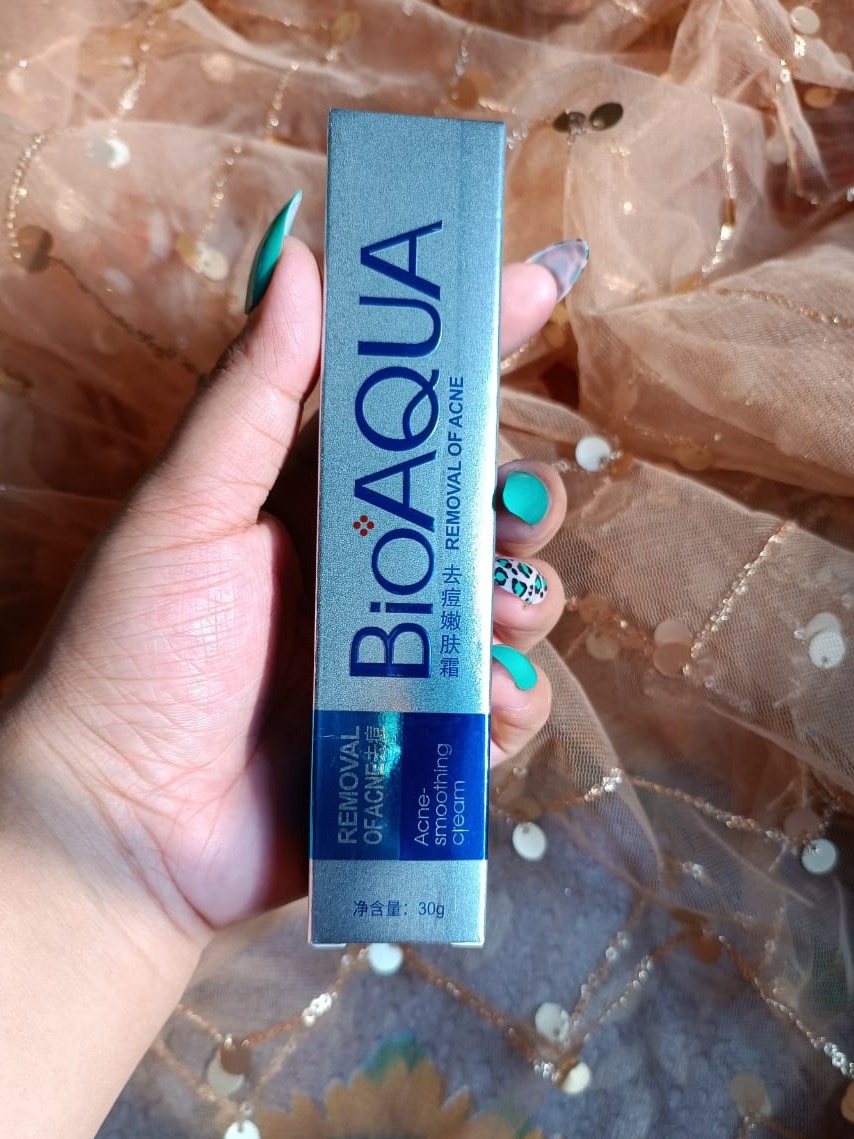 BioAQUA
去痘嫩肤霜 REMOVAL OF ACNE
REMOVAL
OFACNE去痘
Acne-
smoothing
cream
净含量：30g